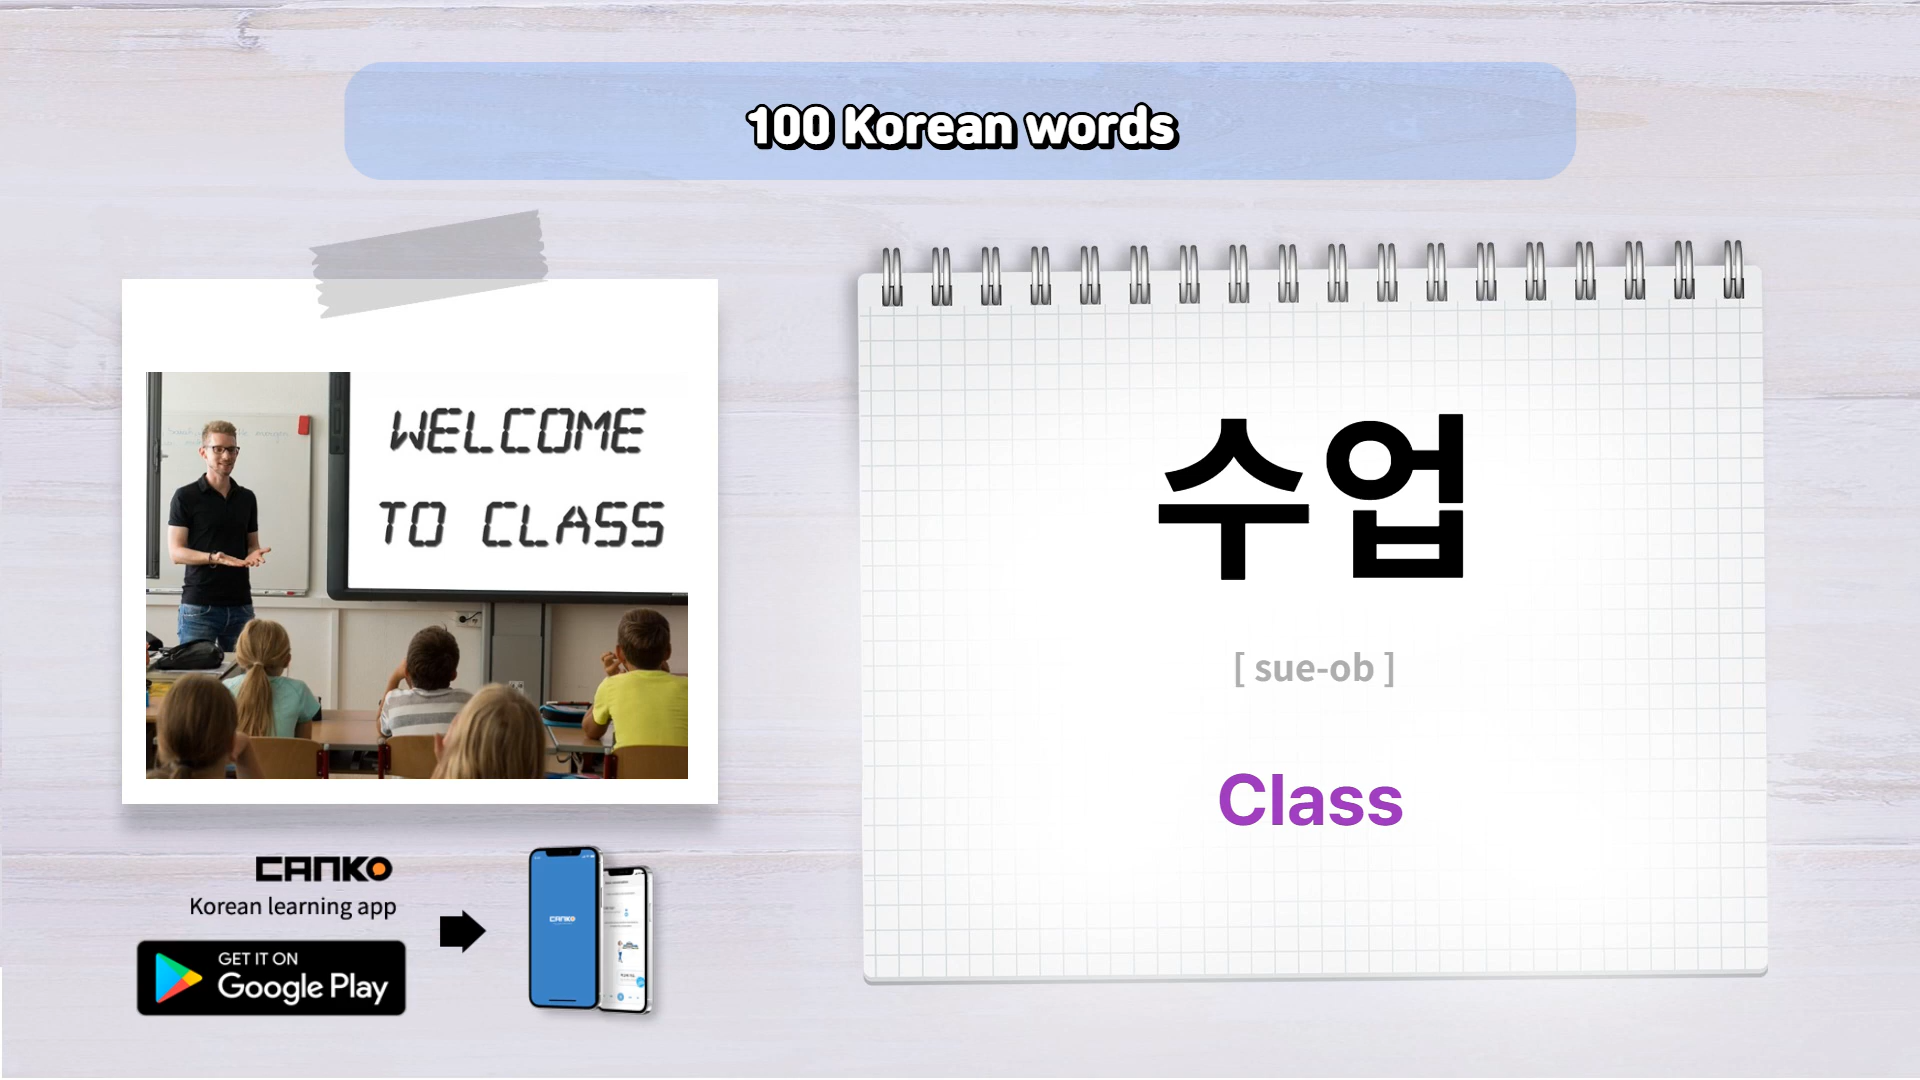 100 Korean words
WELCOME
TO CLASS
수업
[ sue-ob ]
Class
CANKO
Korean learning app
GET IT ON
Google Play
CANKO